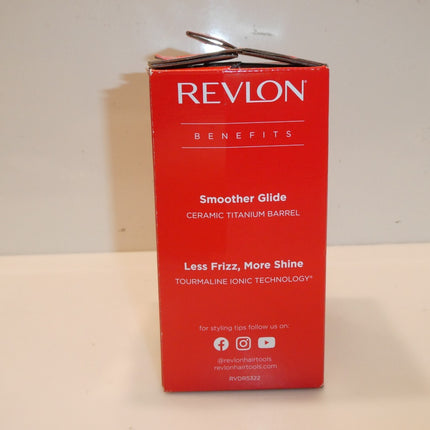 REVLON®
BENEFITS
Smoother Glide
CERAMIC TITANIUM BARREL
Less Frizz, More Shine
TOURMALINE IONIC TECHNOLOGY®
for styling tips follow us on:
@revlonhairtools
revlonhairtools.com
RVDR5322